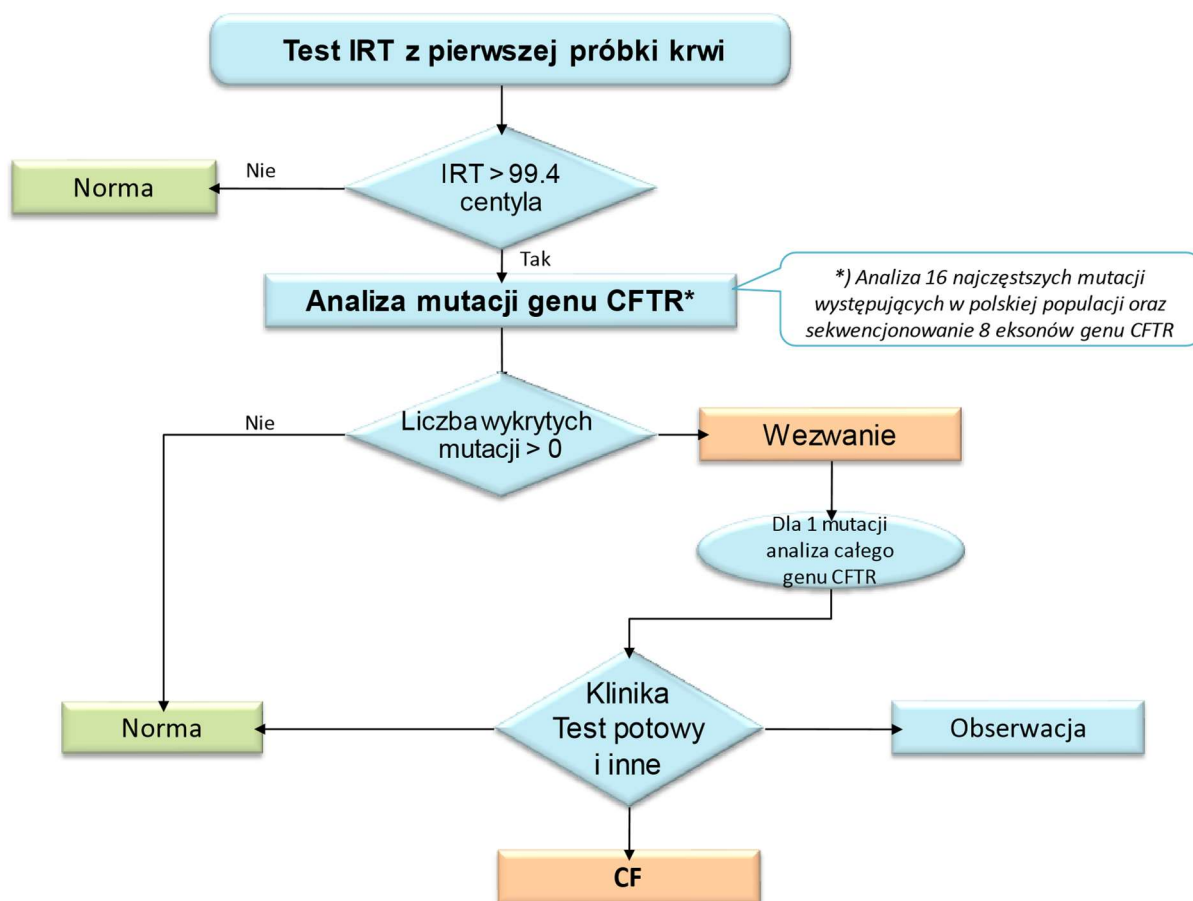 Test IRT z pierwszej próbki krwi
IRT > 99.4
centyla
Nie
Norma
Tak
Analiza mutacji genu CFTR*
*) Analiza 16 najczęstszych mutacji
występujących w polskiej populacji oraz
sekwencjonowanie 8 eksonów genu CFTR
Liczba wykrytych
mutacji > 0
Nie
Wezwanie
Dla 1 mutacji
analiza całego
genu CFTR
Klinika
Test potowy
i inne
Norma
Obserwacja
CF